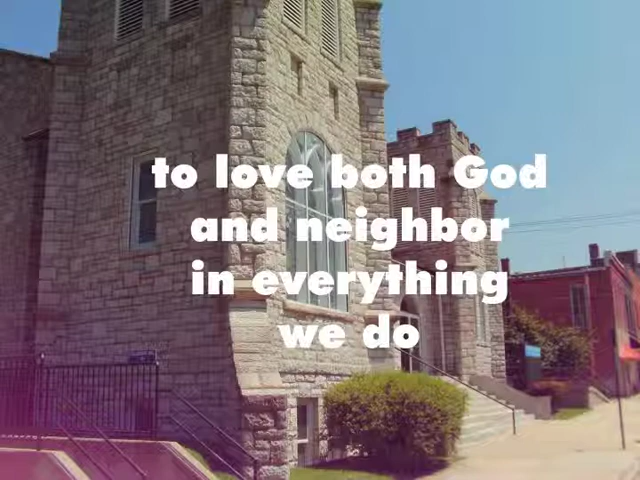 to love both God
and neighbor
in everything
we do